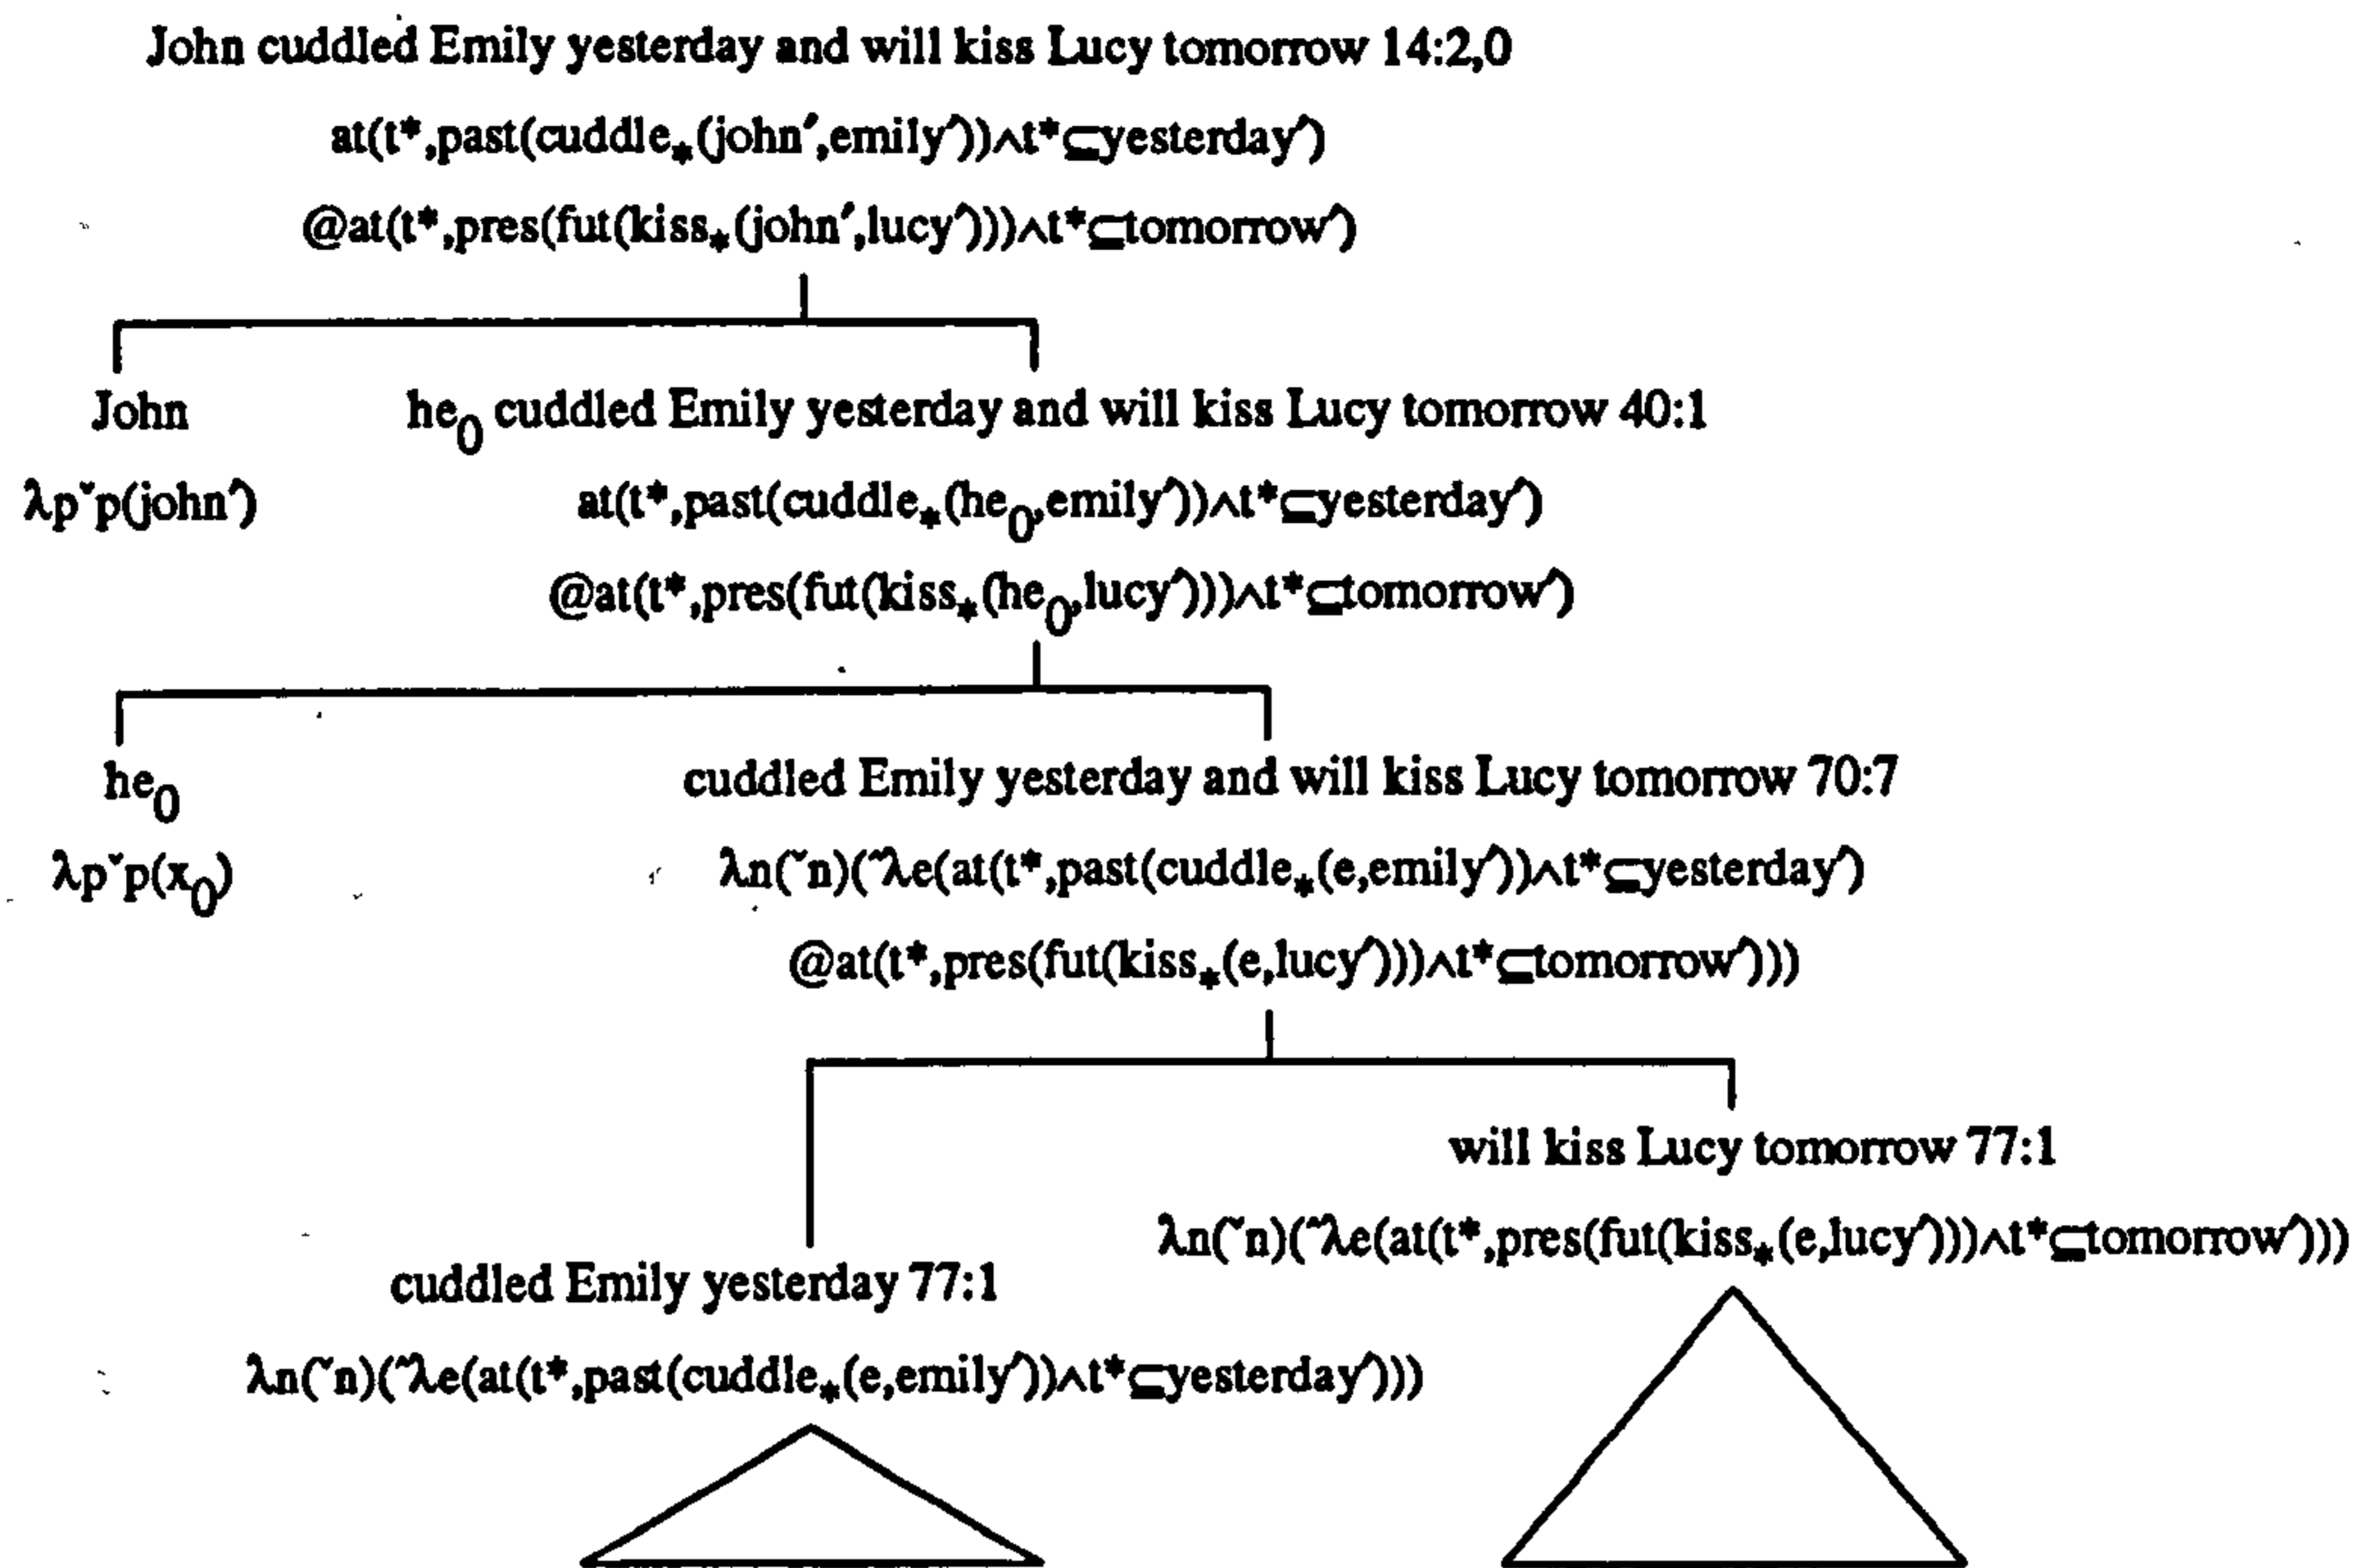 John cuddled Emily yesterday and will kiss Lucy tomorrow 14:2,0
at(t*,past(cuddle⁎(john′,emily′))∧t*⊆yesterday′)
@at(t*,pres(fut(kiss⁎(john′,lucy′)))∧t*⊆tomorrow′)
John
he₀ cuddled Emily yesterday and will kiss Lucy tomorrow 40:1
λpˇp(john′)
at(t*,past(cuddle⁎(he₀,emily′))∧t*⊆yesterday′)
@at(t*,pres(fut(kiss⁎(he₀,lucy′)))∧t*⊆tomorrow′)
he₀
cuddled Emily yesterday and will kiss Lucy tomorrow 70:7
λpˇp(x₀)
λn(ˇn)(ˆλe(at(t*,past(cuddle⁎(e,emily′))∧t*⊆yesterday′)
@at(t*,pres(fut(kiss⁎(e,lucy′)))∧t*⊆tomorrow′)))
will kiss Lucy tomorrow 77:1
λn(ˇn)(ˆλe(at(t*,pres(fut(kiss⁎(e,lucy′)))∧t*⊆tomorrow′)))
cuddled Emily yesterday 77:1
λn(ˇn)(ˆλe(at(t*,past(cuddle⁎(e,emily′))∧t*⊆yesterday′)))